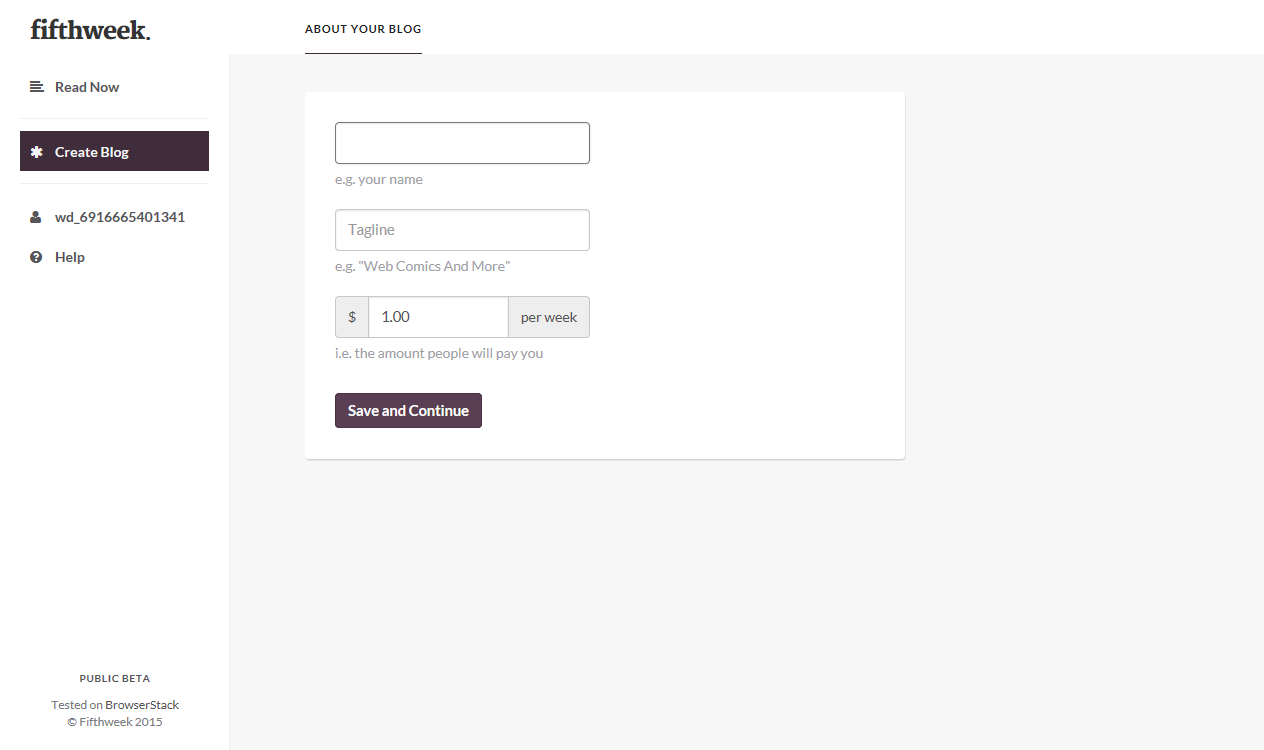 fifthweek.
Read Now
Create Blog
wd_6916665401341
Help
PUBLIC BETA
Tested on BrowserStack
© Fifthweek 2015
ABOUT YOUR BLOG
e.g. your name
Tagline
e.g. "Web Comics And More"
$ 1.00 per week
i.e. the amount people will pay you
Save and Continue